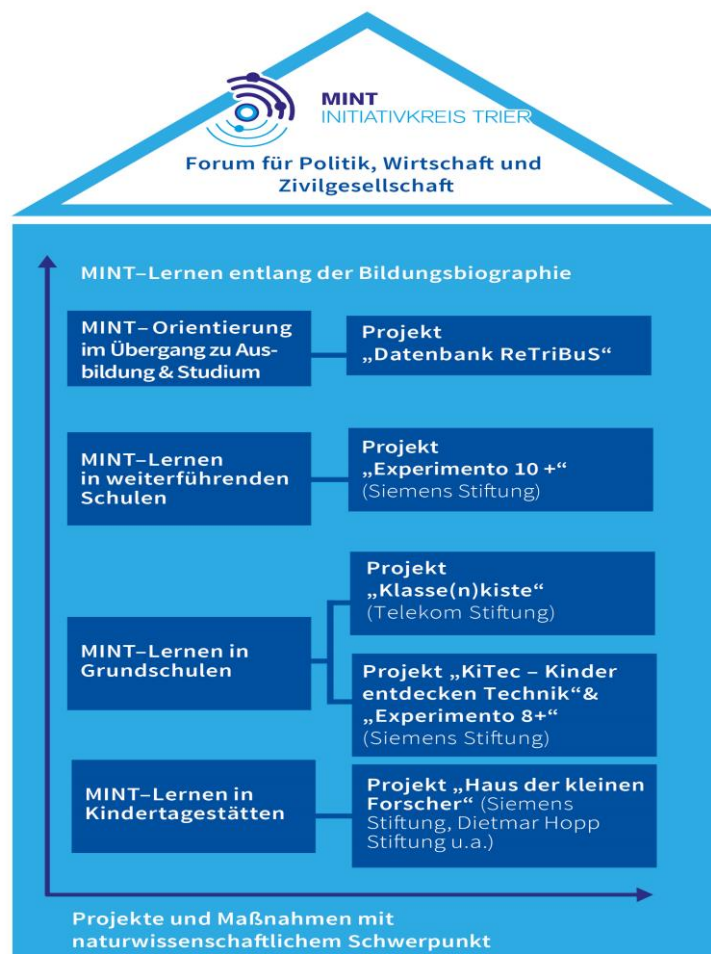 MINT
INITIATIVKREIS TRIER
Forum für Politik, Wirtschaft und
Zivilgesellschaft
MINT–Lernen entlang der Bildungsbiographie
MINT–Orientierung
im Übergang zu Aus-
bildung & Studium
Projekt
„Datenbank ReTriBuS“
MINT–Lernen
in weiterführenden
Schulen
Projekt
„Experimento 10 +“
(Siemens Stiftung)
MINT–Lernen in
Grundschulen
Projekt
„Klasse(n)kiste“
(Telekom Stiftung)
Projekt „KiTec – Kinder
entdecken Technik“&
„Experimento 8+“
(Siemens Stiftung)
MINT–Lernen in
Kindertagestätten
Projekt „Haus der kleinen
Forscher“ (Siemens
Stiftung, Dietmar Hopp
Stiftung u.a.)
Projekte und Maßnahmen mit
naturwissenschaftlichem Schwerpunkt